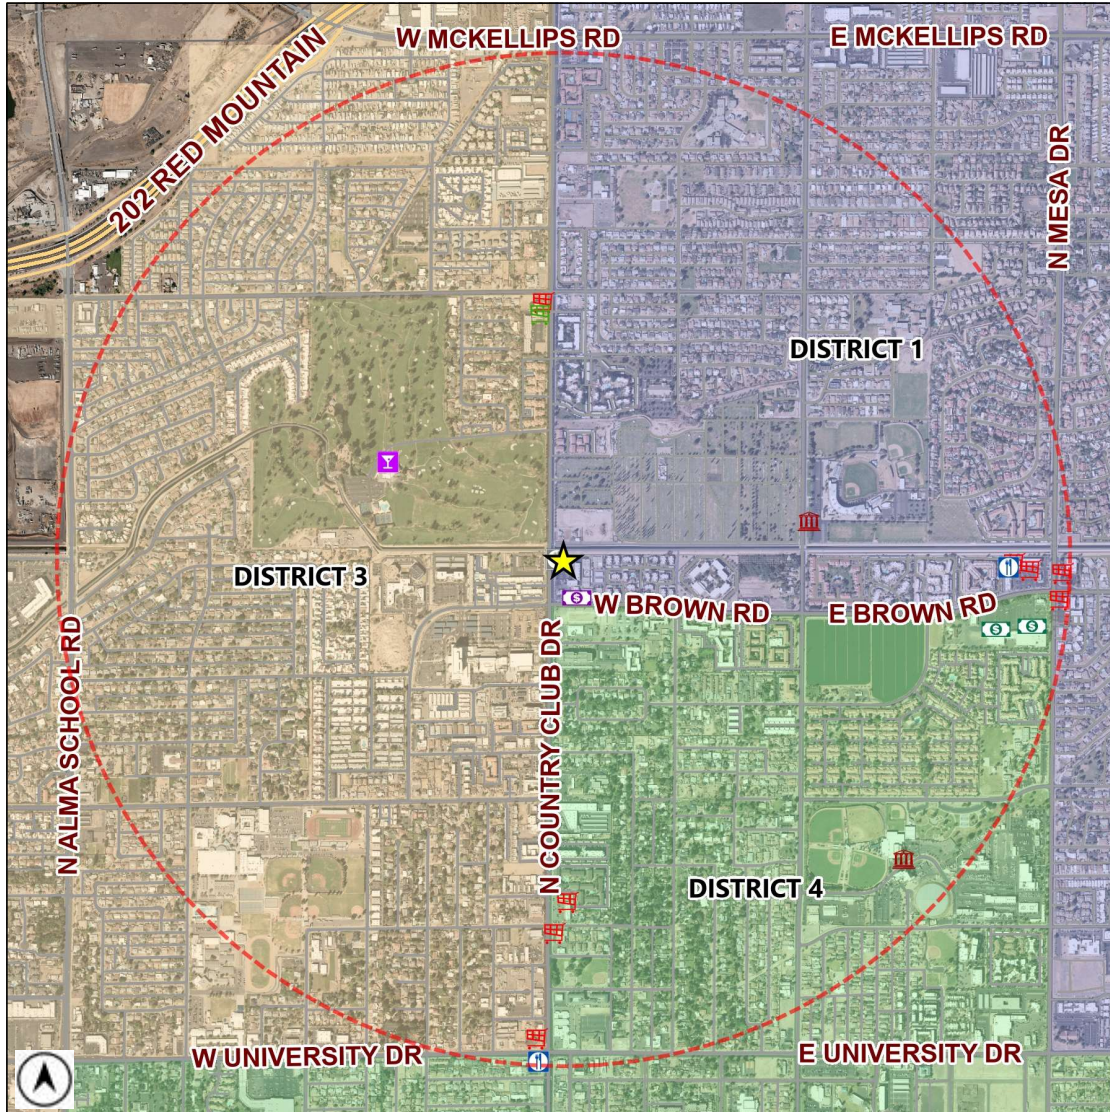 W MCKELLIPS RD
E MCKELLIPS RD
202 RED MOUNTAIN
N MESA DR
DISTRICT 1
DISTRICT 3
$
W BROWN RD
E BROWN RD
$
$
N ALMA SCHOOL RD
N COUNTRY CLUB DR
DISTRICT 4
W UNIVERSITY DR
E UNIVERSITY DR